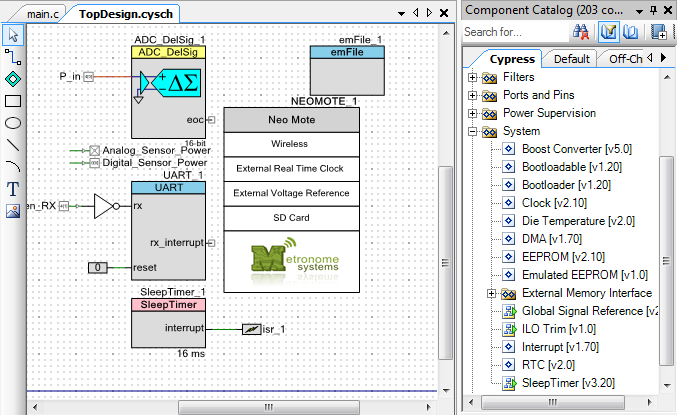 main.c
TopDesign.cysch
ADC_DelSig_1
ADC_DelSig
P_in
ΔΣ
eoc
16-bit
emFile_1
emFile
NEOMOTE_1
Neo Mote
Wireless
External Real Time Clock
External Voltage Reference
SD Card
Metronome
systems
Analog_Sensor_Power
Digital_Sensor_Power
UART_1
UART
en_RX
rx
rx_interrupt
0
reset
SleepTimer_1
SleepTimer
interrupt
isr_1
16 ms
T
Component Catalog (203 co...
Search for...
Cypress
Default
Off-Ch
Filters
Ports and Pins
Power Supervision
System
Boost Converter [v5.0]
Bootloadable [v1.20]
Bootloader [v1.20]
Clock [v2.10]
Die Temperature [v2.0]
DMA [v1.70]
EEPROM [v2.10]
Emulated EEPROM [v1.0]
External Memory Interface
Global Signal Reference [v2
ILO Trim [v1.0]
Interrupt [v1.70]
RTC [v2.0]
SleepTimer [v3.20]